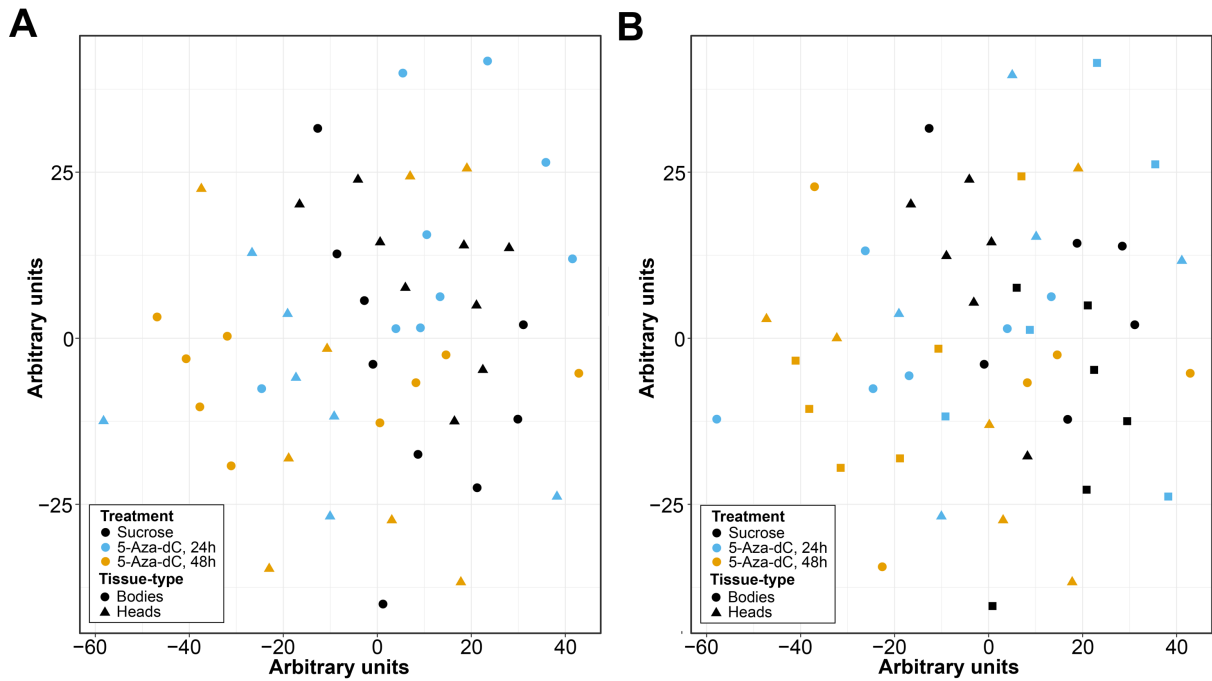 A
Arbitrary units
25
0
−25
−60
−40
−20
0
20
40
Arbitrary units
Treatment
Sucrose
5-Aza-dC, 24h
5-Aza-dC, 48h
Tissue-type
Bodies
Heads
B
Arbitrary units
25
0
−25
−60
−40
−20
0
20
40
Arbitrary units
Treatment
Sucrose
5-Aza-dC, 24h
5-Aza-dC, 48h
Tissue-type
Bodies
Heads